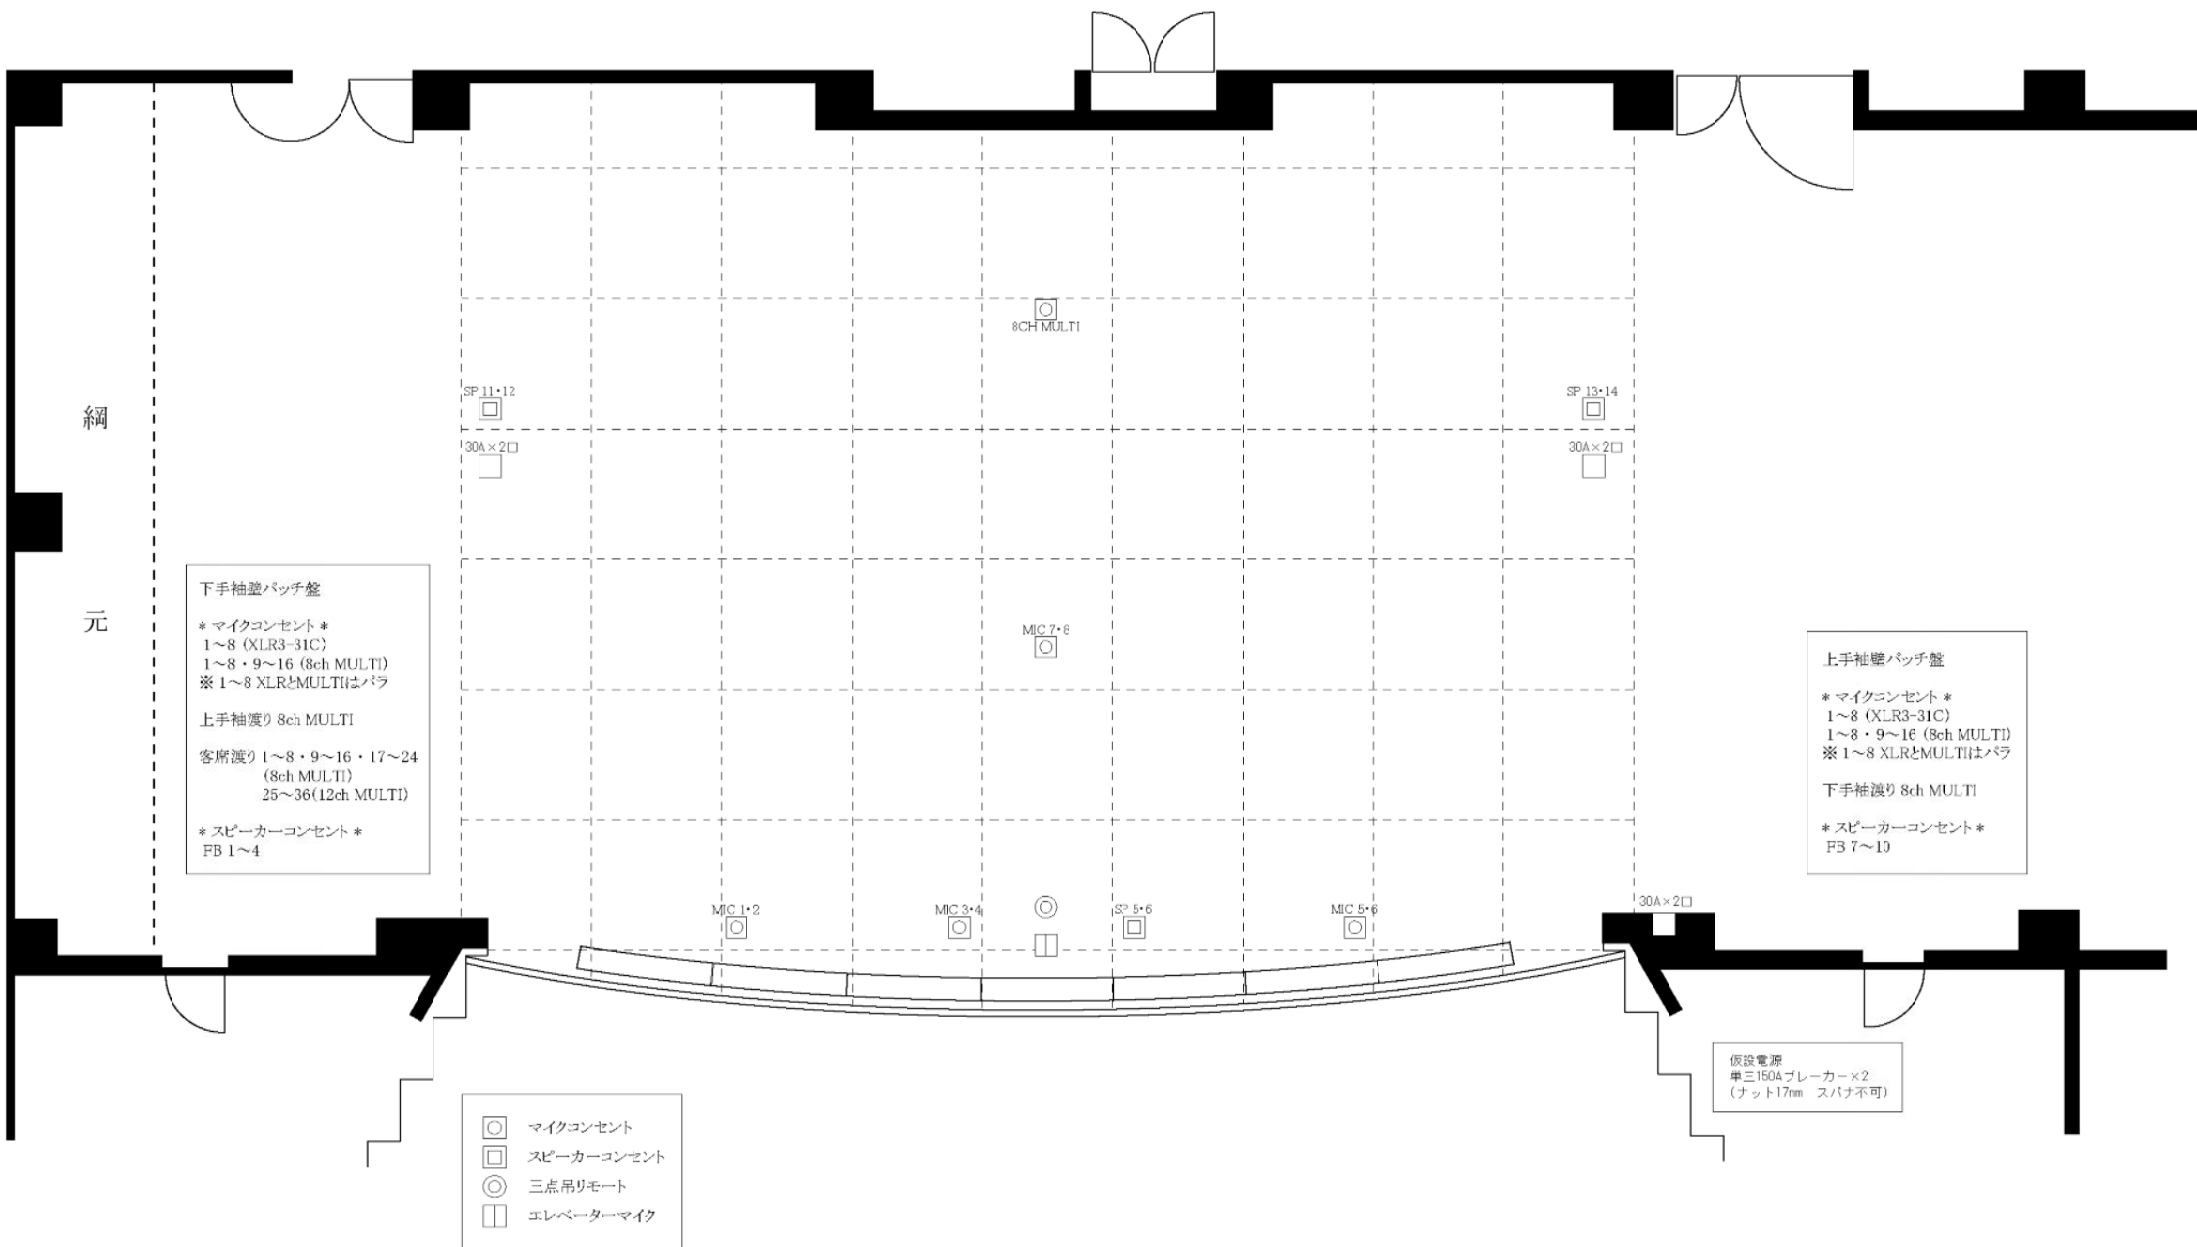 8CH MULTI
SP 11・12
SP 13・14
30A×2口
30A×2口
綱
元
MIC 7・8
下手袖壁パッチ盤
* マイクコンセント *
1～8 (XLR3-31C)
1～8・9～16 (8ch MULTI)
※ 1～8 XLRとMULTIはパラ
上手袖渡り 8ch MULTI
客席渡り 1～8・9～16・17～24
(8ch MULTI)
25～36(12ch MULTI)
* スピーカーコンセント *
FB 1～4
上手袖壁パッチ盤
* マイクコンセント *
1～8 (XLR3-31C)
1～8・9～16 (8ch MULTI)
※ 1～8 XLRとMULTIはパラ
下手袖渡り 8ch MULTI
* スピーカーコンセント *
FB 7～10
30A×2口
MIC 1・2
MIC 3・4
SP 5・6
MIC 5・6
仮設電源
単三150Aブレーカー×2
(ナット17mm　スパナ不可)
マイクコンセント
スピーカーコンセント
三点吊リモート
エレベーターマイク